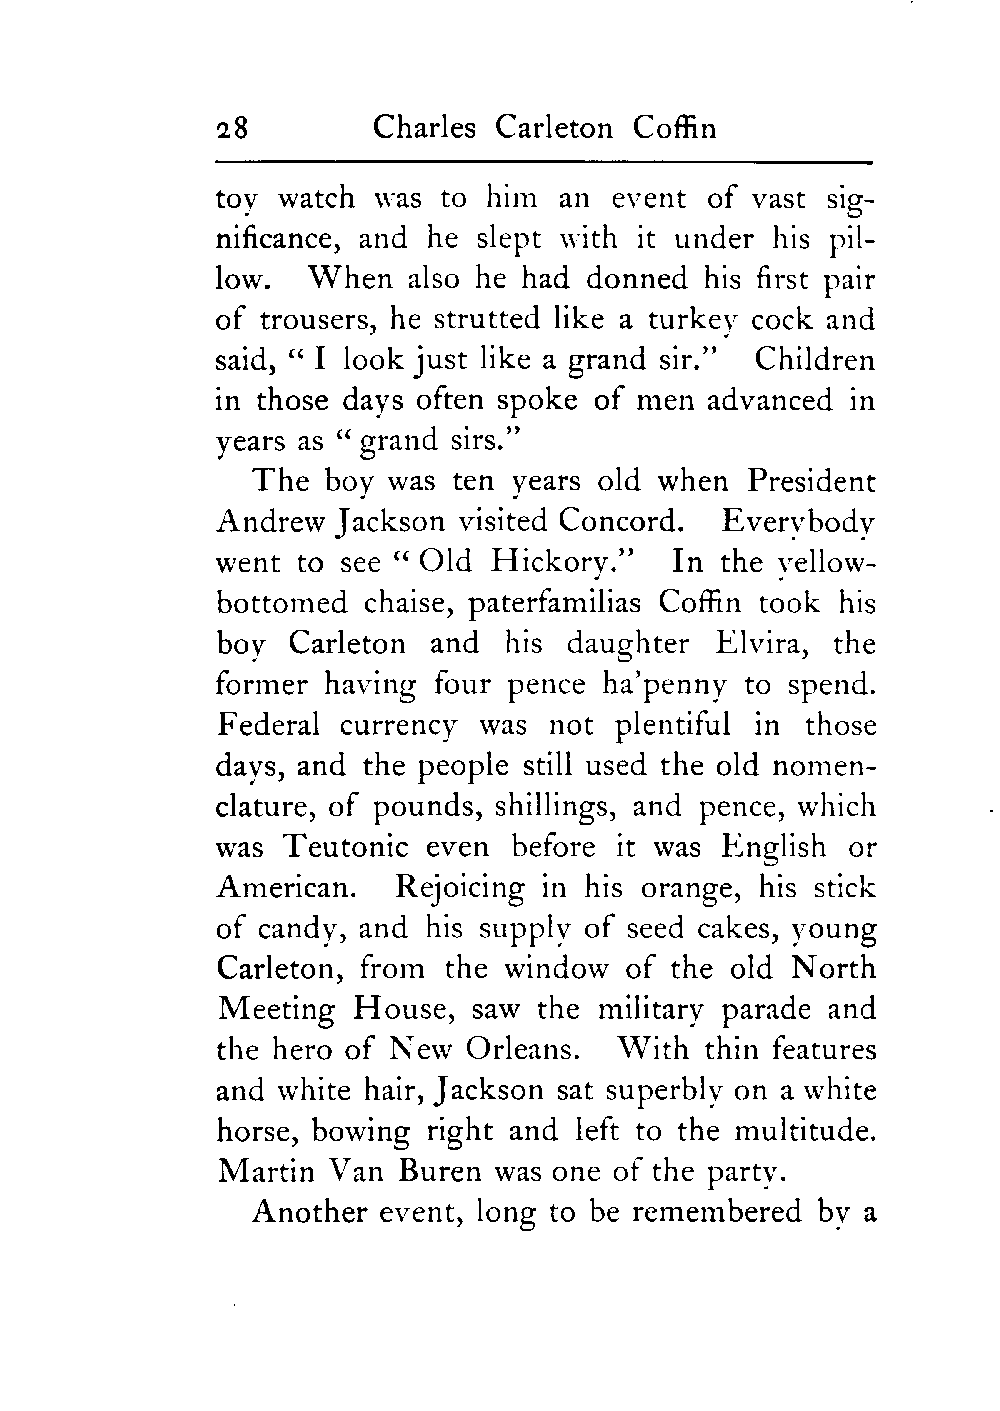 28 Charles Carleton Coffin
toy watch was to him an event of vast sig-
nificance, and he slept with it under his pil-
low. When also he had donned his first pair
of trousers, he strutted like a turkey cock and
said, “ I look just like a grand sir.” Children
in those days often spoke of men advanced in
years as “ grand sirs.”
The boy was ten years old when President
Andrew Jackson visited Concord. Everybody
went to see “ Old Hickory.” In the yellow-
bottomed chaise, paterfamilias Coffin took his
boy Carleton and his daughter Elvira, the
former having four pence ha’penny to spend.
Federal currency was not plentiful in those
days, and the people still used the old nomen-
clature, of pounds, shillings, and pence, which
was Teutonic even before it was English or
American. Rejoicing in his orange, his stick
of candy, and his supply of seed cakes, young
Carleton, from the window of the old North
Meeting House, saw the military parade and
the hero of New Orleans. With thin features
and white hair, Jackson sat superbly on a white
horse, bowing right and left to the multitude.
Martin Van Buren was one of the party.
Another event, long to be remembered by a